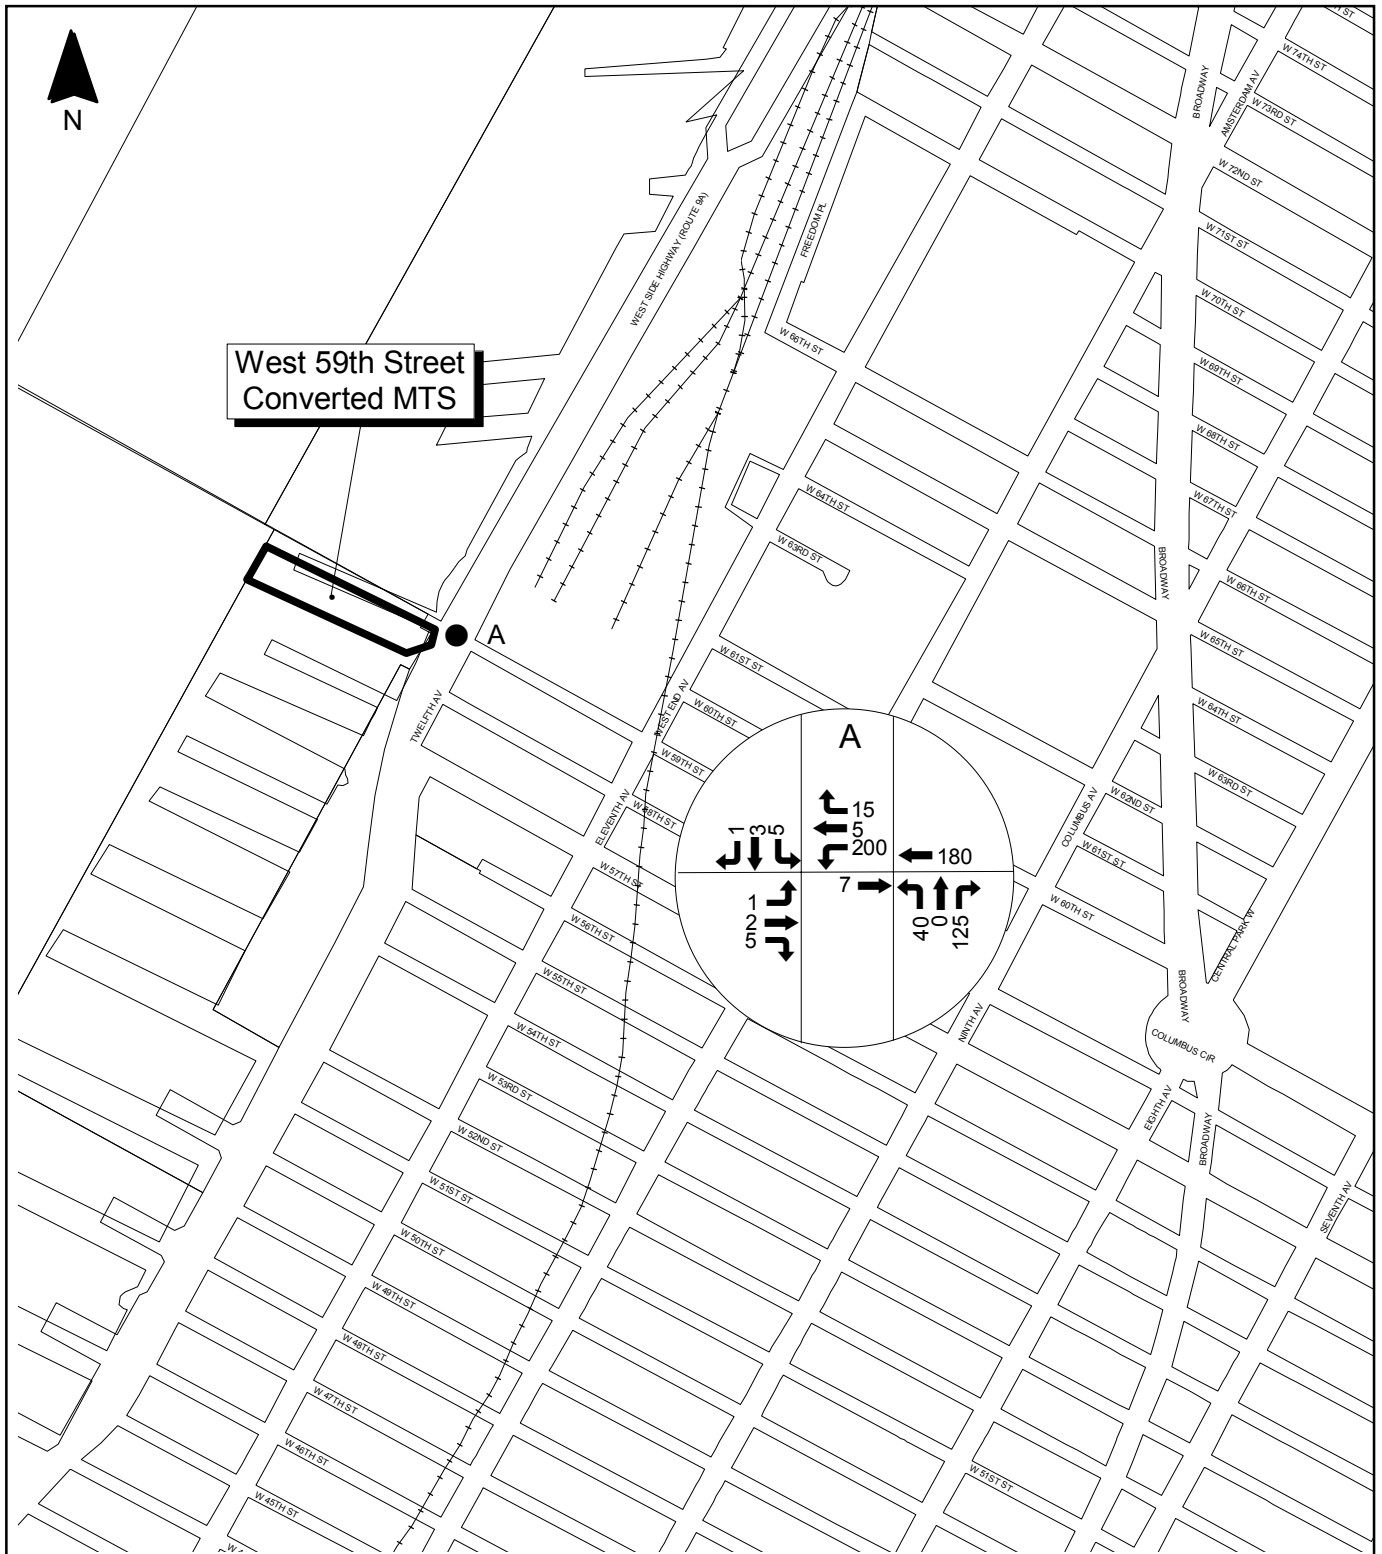 N
West 59th Street
Converted MTS
A
WEST SIDE HIGHWAY (ROUTE 9A)
FREEDOM PL
BROADWAY
AMSTERDAM AV
W 74TH ST
W 73RD ST
W 72ND ST
W 71ST ST
W 70TH ST
W 69TH ST
W 68TH ST
W 67TH ST
W 66TH ST
W 65TH ST
W 64TH ST
W 63RD ST
W 66TH ST
W 64TH ST
W 63RD ST
W 61ST ST
W 60TH ST
W 59TH ST
W 58TH ST
W 57TH ST
W 56TH ST
W 55TH ST
W 54TH ST
W 53RD ST
W 52ND ST
W 51ST ST
W 50TH ST
W 49TH ST
W 48TH ST
W 47TH ST
W 46TH ST
W 45TH ST
TWELFTH AV
WEST END AV
ELEVENTH AV
BROADWAY
COLUMBUS AV
W 62ND ST
W 61ST ST
W 60TH ST
CENTRAL PARK W
BROADWAY
COLUMBUS CIR
NINTH AV
EIGHTH AV
BROADWAY
SEVENTH AV
W 51ST ST
A
15
5
200
1
3
5
180
7
1
2
5
40
0
125